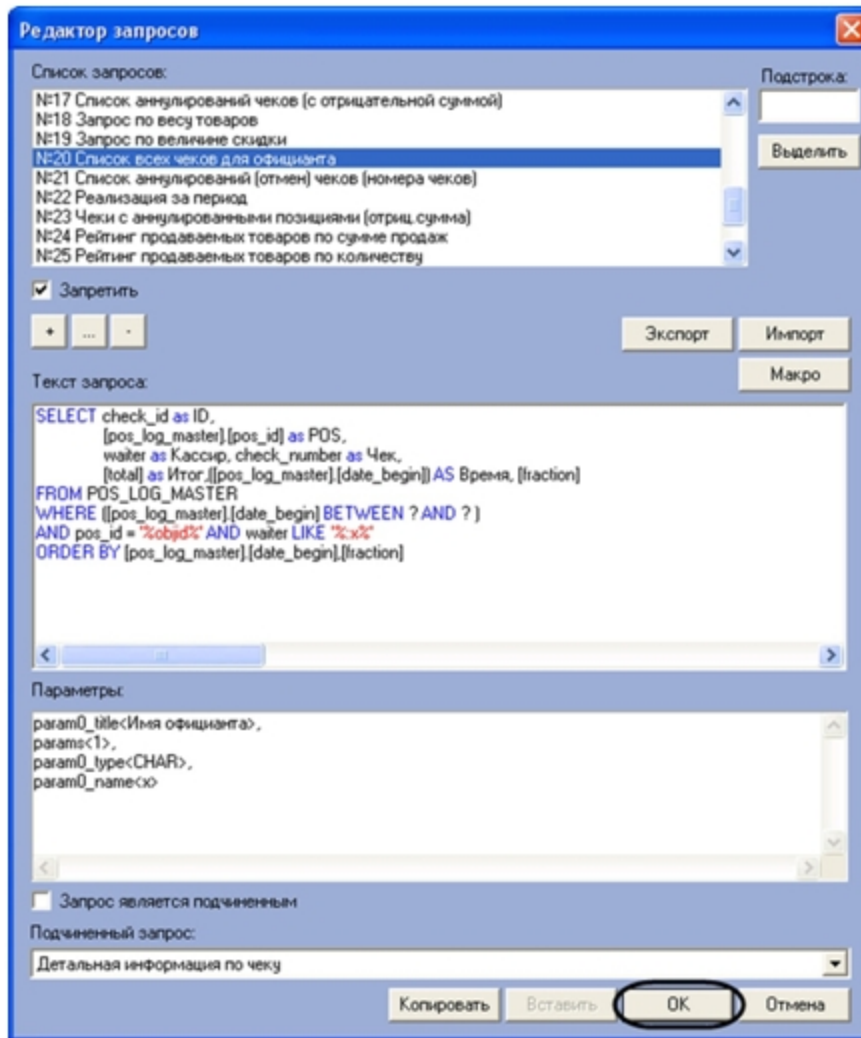 Редактор запросов
Список запросов:
Подстрока:
№17 Список аннулирований чеков (с отрицательной суммой)
№18 Запрос по весу товаров
№19 Запрос по величине скидки
№20 Список всех чеков для официанта
Выделить
№21 Список аннулирований (отмен) чеков (номера чеков)
№22 Реализация за период
№23 Чеки с аннулированными позициями (отриц.сумма)
№24 Рейтинг продаваемых товаров по сумме продаж
№25 Рейтинг продаваемых товаров по количеству
Запретить
+ ... -
Экспорт Импорт
Макро
Текст запроса:
SELECT check_id as ID,
[pos_log_master].[pos_id] as POS,
waiter as Кассир, check_number as Чек,
[total] as Итог,([pos_log_master].[date_begin]) AS Время, [fraction]
FROM POS_LOG_MASTER
WHERE ([pos_log_master].[date_begin] BETWEEN ? AND ? )
AND pos_id = '%objid%' AND waiter LIKE '%:x%'
ORDER BY [pos_log_master].[date_begin],[fraction]
Параметры:
param0_title<Имя официанта>,
params<1>,
param0_type<CHAR>,
param0_name<x>
Запрос является подчиненным
Подчиненный запрос:
Детальная информация по чеку
Копировать Вставить OK Отмена